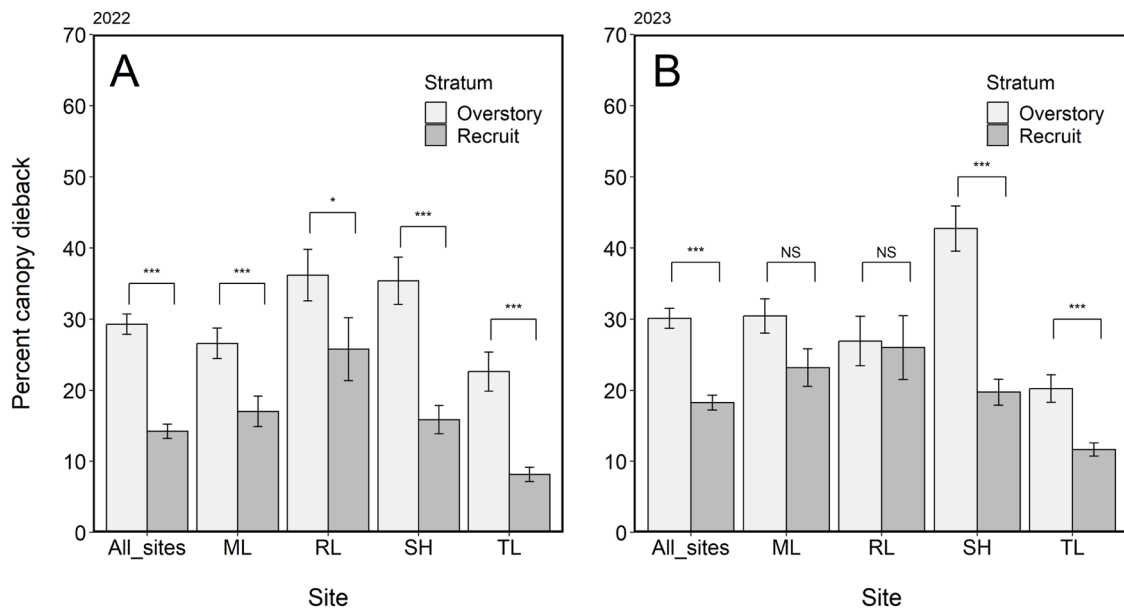 2022
A
Stratum
Overstory
Recruit
70
60
50
40
30
20
10
0
Percent canopy dieback
***
***
*
***
***
All_sites ML RL SH TL
Site
2023
B
Stratum
Overstory
Recruit
70
60
50
40
30
20
10
0
***
NS
NS
***
***
All_sites ML RL SH TL
Site